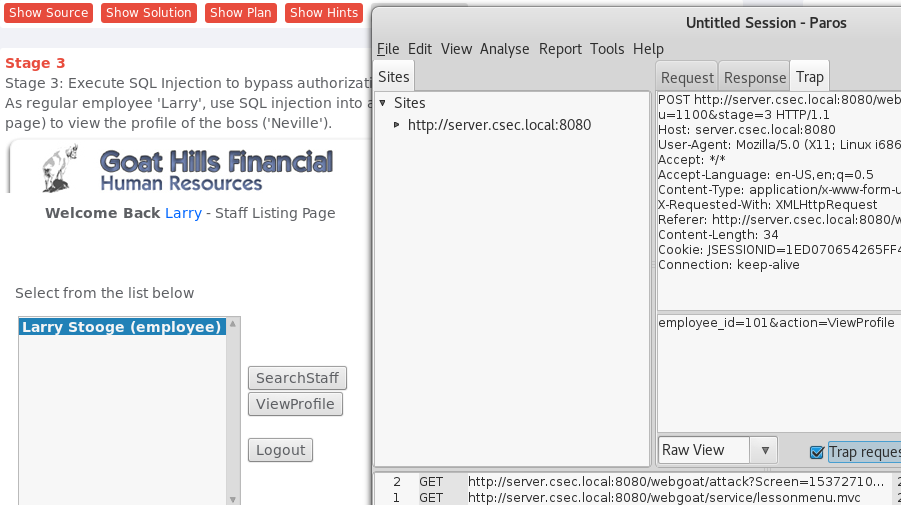 Show Source Show Solution Show Plan Show Hints
Stage 3
Stage 3: Execute SQL Injection to bypass authorizati
As regular employee 'Larry', use SQL injection into
page) to view the profile of the boss ('Neville').
Goat Hills Financial
Human Resources
Welcome Back Larry - Staff Listing Page
Select from the list below
Larry Stooge (employee)
SearchStaff
ViewProfile
Logout
Untitled Session - Paros
File Edit View Analyse Report Tools Help
Sites
Sites
http://server.csec.local:8080
Request Response Trap
POST http://server.csec.local:8080/web
u=1100&stage=3 HTTP/1.1
Host: server.csec.local:8080
User-Agent: Mozilla/5.0 (X11; Linux i686
Accept: */*
Accept-Language: en-US,en;q=0.5
Content-Type: application/x-www-form-u
X-Requested-With: XMLHttpRequest
Referer: http://server.csec.local:8080/w
Content-Length: 34
Cookie: JSESSIONID=1ED070654265FF4
Connection: keep-alive
employee_id=101&action=ViewProfile
Raw View Trap reques
2 GET http://server.csec.local:8080/webgoat/attack?Screen=15372710... 2
1 GET http://server.csec.local:8080/webgoat/service/lessonmenu.mvc